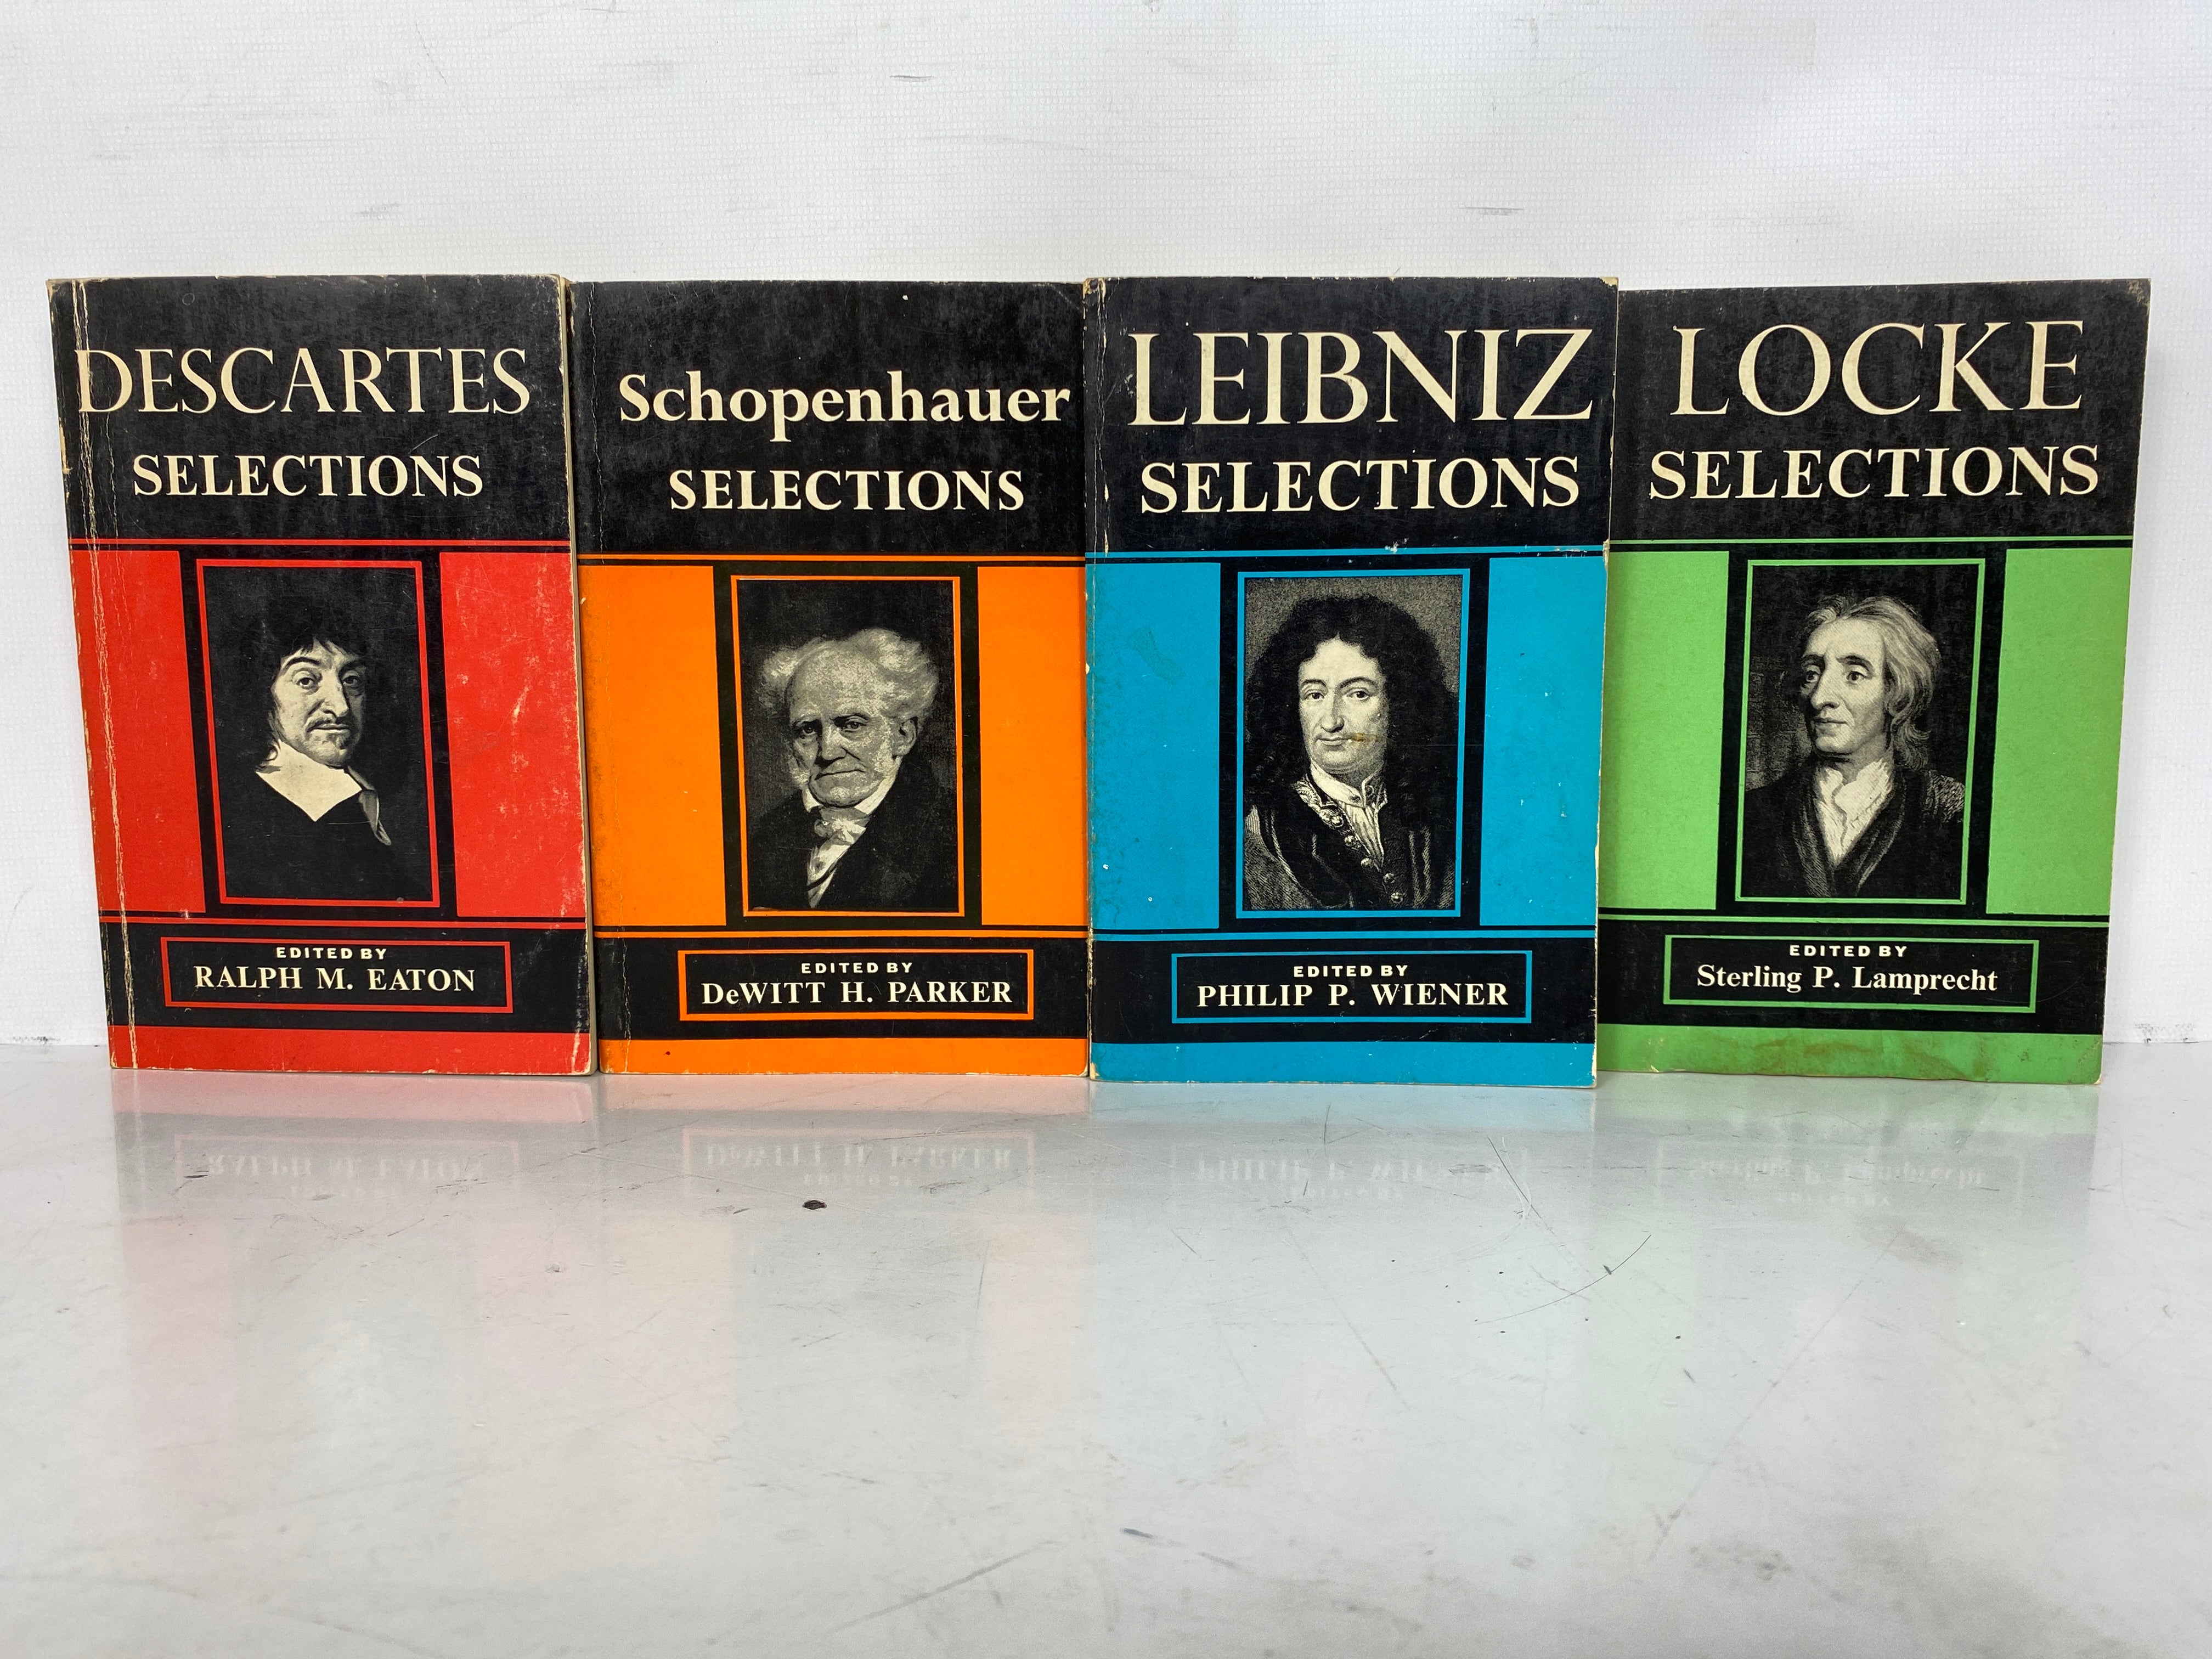 DESCARTES
SELECTIONS
EDITED BY
RALPH M. EATON
Schopenhauer
SELECTIONS
EDITED BY
DeWITT H. PARKER
LEIBNIZ
SELECTIONS
EDITED BY
PHILIP P. WIENER
LOCKE
SELECTIONS
EDITED BY
Sterling P. Lamprecht